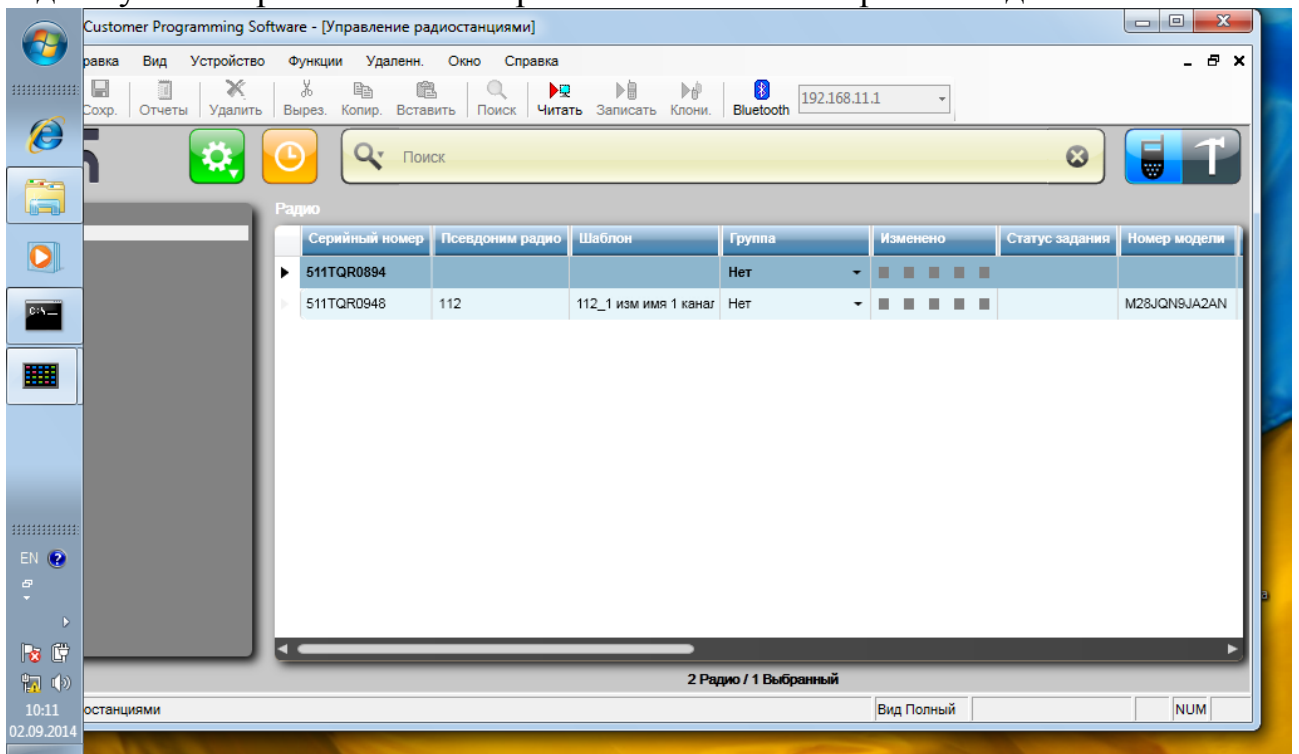 Customer Programming Software - [Управление радиостанциями]
равка Вид Устройство Функции Удаленн. Окно Справка
Сохр. Отчеты Удалить Вырез. Копир. Вставить Поиск Читать Записать Клони. Bluetooth 192.168.11.1
Поиск
Радио
Серийный номер Псевдоним радио Шаблон Группа Изменено Статус задания Номер модели
511TQR0894 Нет
511TQR0948 112 112_1 изм имя 1 канал Нет M28JQN9JA2AN
2 Радио / 1 Выбранный
останциями Вид Полный NUM
C:\_
EN
10:11
02.09.2014